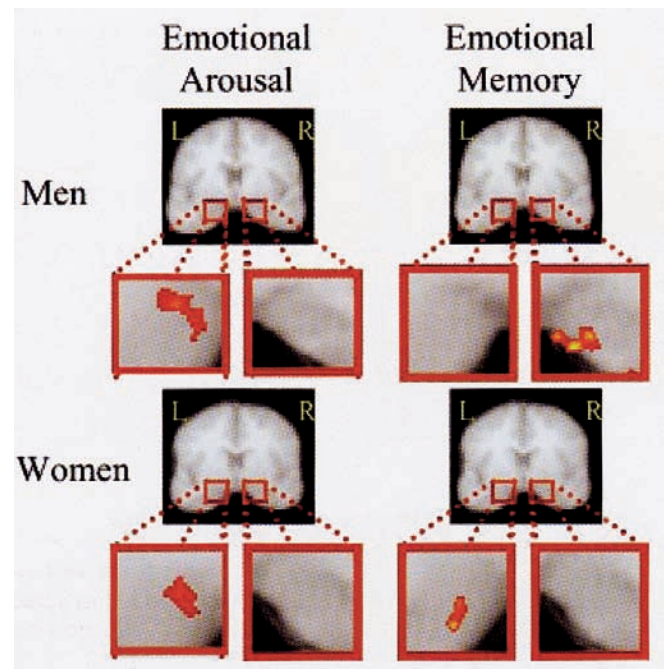 Emotional
Arousal
Emotional
Memory
Men
L R
L R
Women
L R
L R